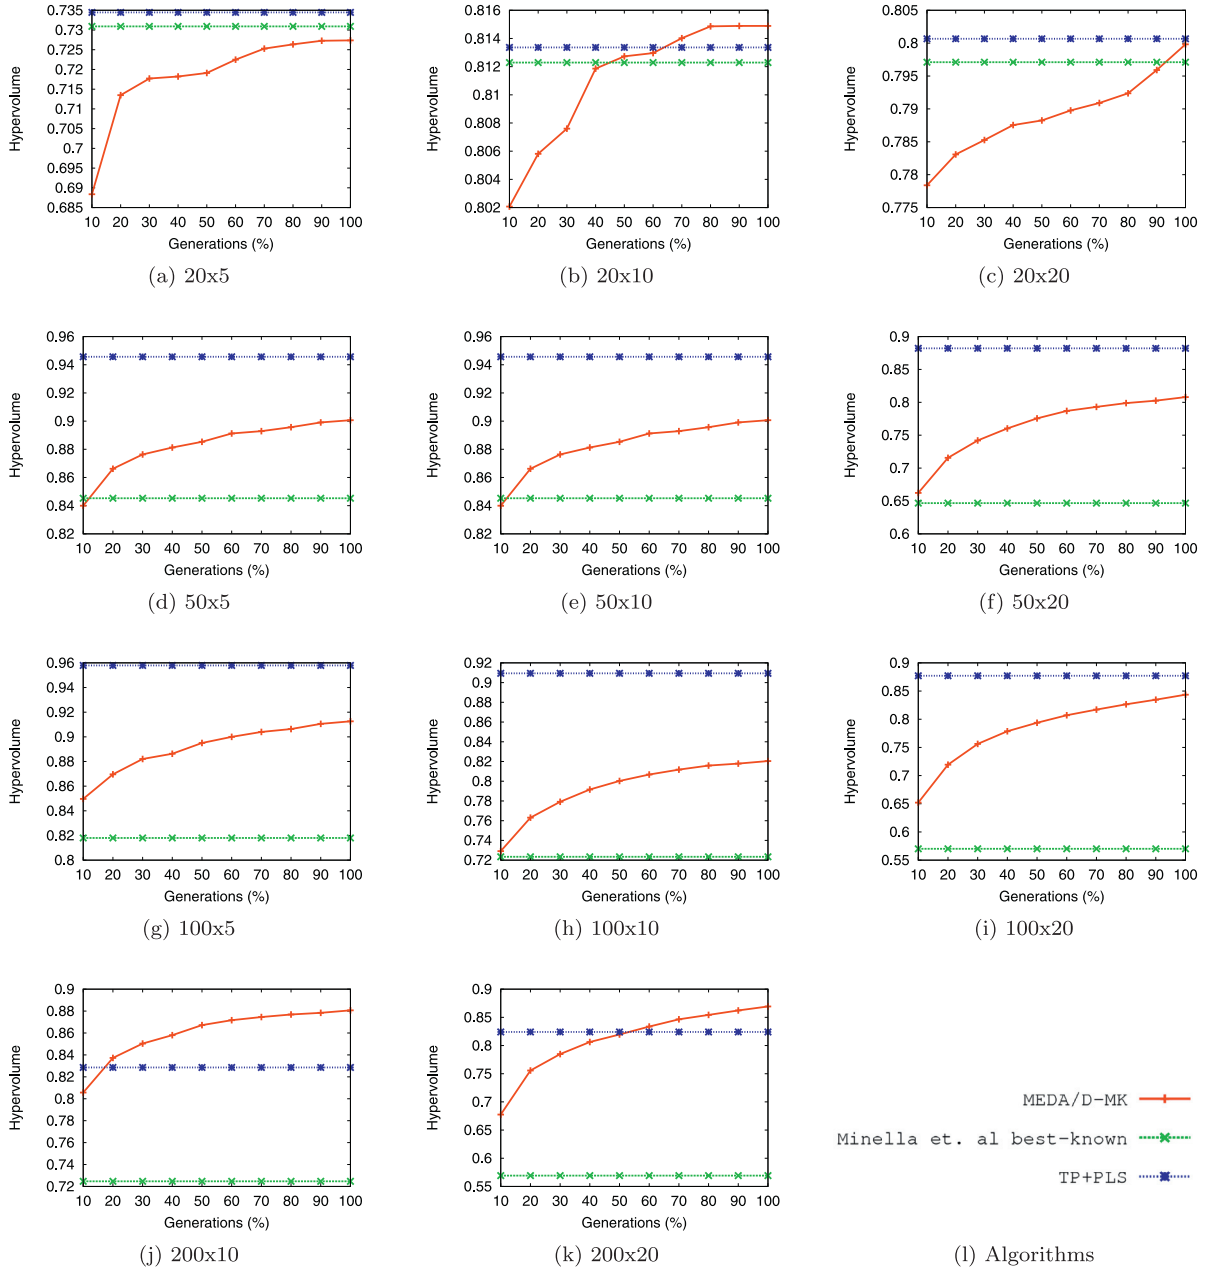 0.735
0.73
0.725
0.72
0.715
0.71
0.705
0.7
0.695
0.69
0.685
Hypervolume
10 20 30 40 50 60 70 80 90 100
Generations (%)
(a) 20x5
0.816
0.814
0.812
0.81
0.808
0.806
0.804
0.802
Hypervolume
10 20 30 40 50 60 70 80 90 100
Generations (%)
(b) 20x10
0.805
0.8
0.795
0.79
0.785
0.78
0.775
Hypervolume
10 20 30 40 50 60 70 80 90 100
Generations (%)
(c) 20x20
0.96
0.94
0.92
0.9
0.88
0.86
0.84
0.82
Hypervolume
10 20 30 40 50 60 70 80 90 100
Generations (%)
(d) 50x5
0.96
0.94
0.92
0.9
0.88
0.86
0.84
0.82
Hypervolume
10 20 30 40 50 60 70 80 90 100
Generations (%)
(e) 50x10
0.9
0.85
0.8
0.75
0.7
0.65
0.6
Hypervolume
10 20 30 40 50 60 70 80 90 100
Generations (%)
(f) 50x20
0.96
0.94
0.92
0.9
0.88
0.86
0.84
0.82
0.8
Hypervolume
10 20 30 40 50 60 70 80 90 100
Generations (%)
(g) 100x5
0.92
0.9
0.88
0.86
0.84
0.82
0.8
0.78
0.76
0.74
0.72
Hypervolume
10 20 30 40 50 60 70 80 90 100
Generations (%)
(h) 100x10
0.9
0.85
0.8
0.75
0.7
0.65
0.6
0.55
Hypervolume
10 20 30 40 50 60 70 80 90 100
Generations (%)
(i) 100x20
0.9
0.88
0.86
0.84
0.82
0.8
0.78
0.76
0.74
0.72
Hypervolume
10 20 30 40 50 60 70 80 90 100
Generations (%)
(j) 200x10
0.9
0.85
0.8
0.75
0.7
0.65
0.6
0.55
Hypervolume
10 20 30 40 50 60 70 80 90 100
Generations (%)
(k) 200x20
MEDA/D-MK
Minella et. al best-known
TP+PLS
(l) Algorithms